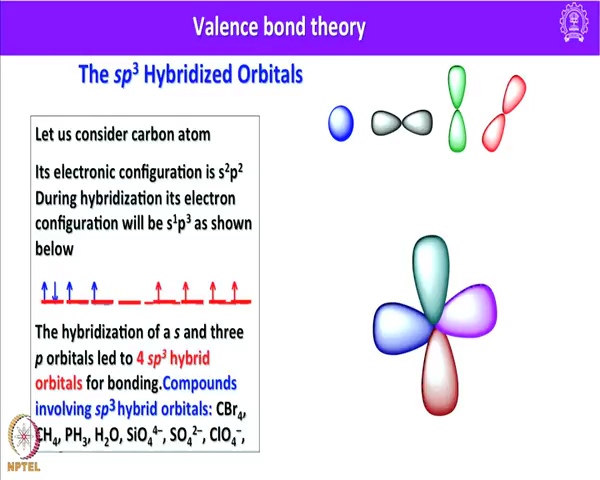 Valence bond theory
The sp³ Hybridized Orbitals
Let us consider carbon atom
Its electronic configuration is s²p²
During hybridization its electron
configuration will be s¹p³ as shown
below
The hybridization of a s and three
p orbitals led to 4 sp³ hybrid
orbitals for bonding.Compounds
involving sp³ hybrid orbitals: CBr₄,
CH₄, PH₃, H₂O, SiO₄⁴⁻, SO₄²⁻, ClO₄⁻,
NPTEL